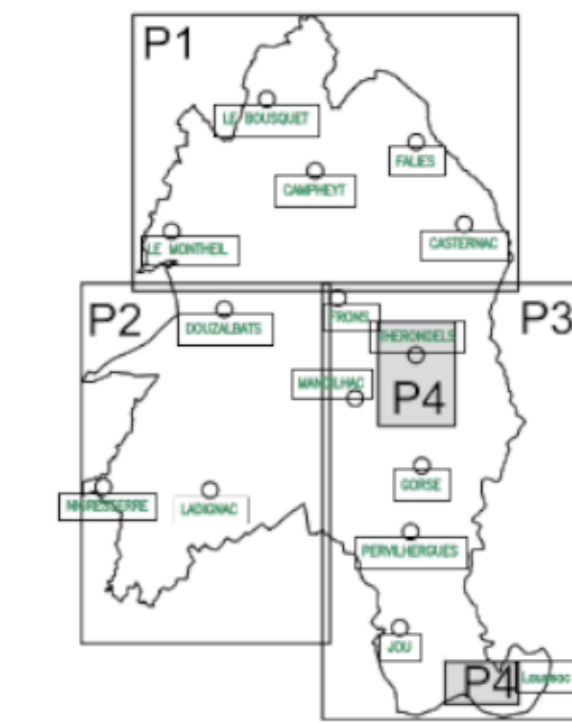 P1
LE BOUSQUET
FALIES
CAMPHEYT
CASTERNAC
LE MONTHEIL
P2
P3
DOUZALBATS
FRONS
THERONDELS
MANDILHAC
P4
GORSE
LADIGNAC
PERVILHERGUES
JOU
P4